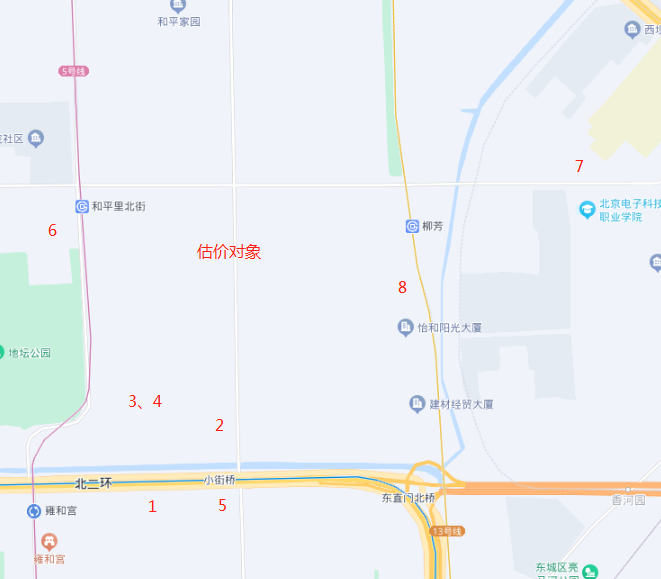 和平家园
西坝
5号线
社区
7
和平里北街
北京电子科技
职业学院
柳芳
6
估价对象
8
怡和阳光大厦
地坛公园
3、4
建材经贸大厦
2
北二环
小街桥
东直门北桥
香河园
1
5
雍和宫
13号线
雍和宫
东城区亮